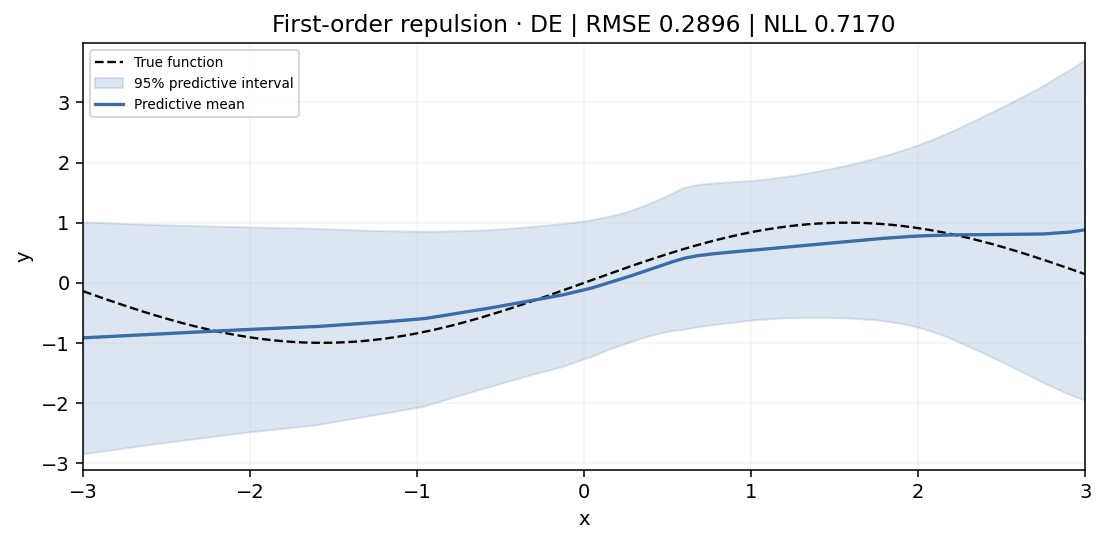 First-order repulsion · DE | RMSE 0.2896 | NLL 0.7170
True function
95% predictive interval
Predictive mean
y
3
2
1
0
−1
−2
−3
−3
−2
−1
0
1
2
3
x